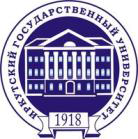 ИРКУТСКИЙ ГОСУДАРСТВЕННЫЙ УНИВЕРСИТЕТ
1918